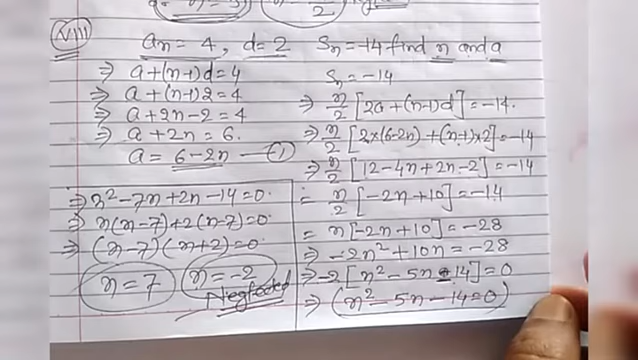 (VIII) an = 4, d = 2 Sn = -14 find n and a
⇒ a+(n-1)d = 4
⇒ a+(n-1)2 = 4
⇒ a+2n-2 = 4
⇒ a+2n = 6.
a = 6-2n —(1)
Sn = -14
⇒ n/2 [2a+(n-1)d] = -14.
⇒ n/2 [2×(6-2n)+(n-1)×2] = -14
⇒ n/2 [12-4n+2n-2] = -14
= n/2 [-2n+10] = -14
= n[-2n+10] = -28
⇒ -2n²+10n = -28
⇒ -2[n²-5n-14] = 0
⇒ (n²-5n-14=0)
⇒ n²-7n+2n-14=0.
⇒ n(n-7)+2(n-7)=0.
⇒ (n-7)(n+2)=0.
n = 7 n = -2
Neglected